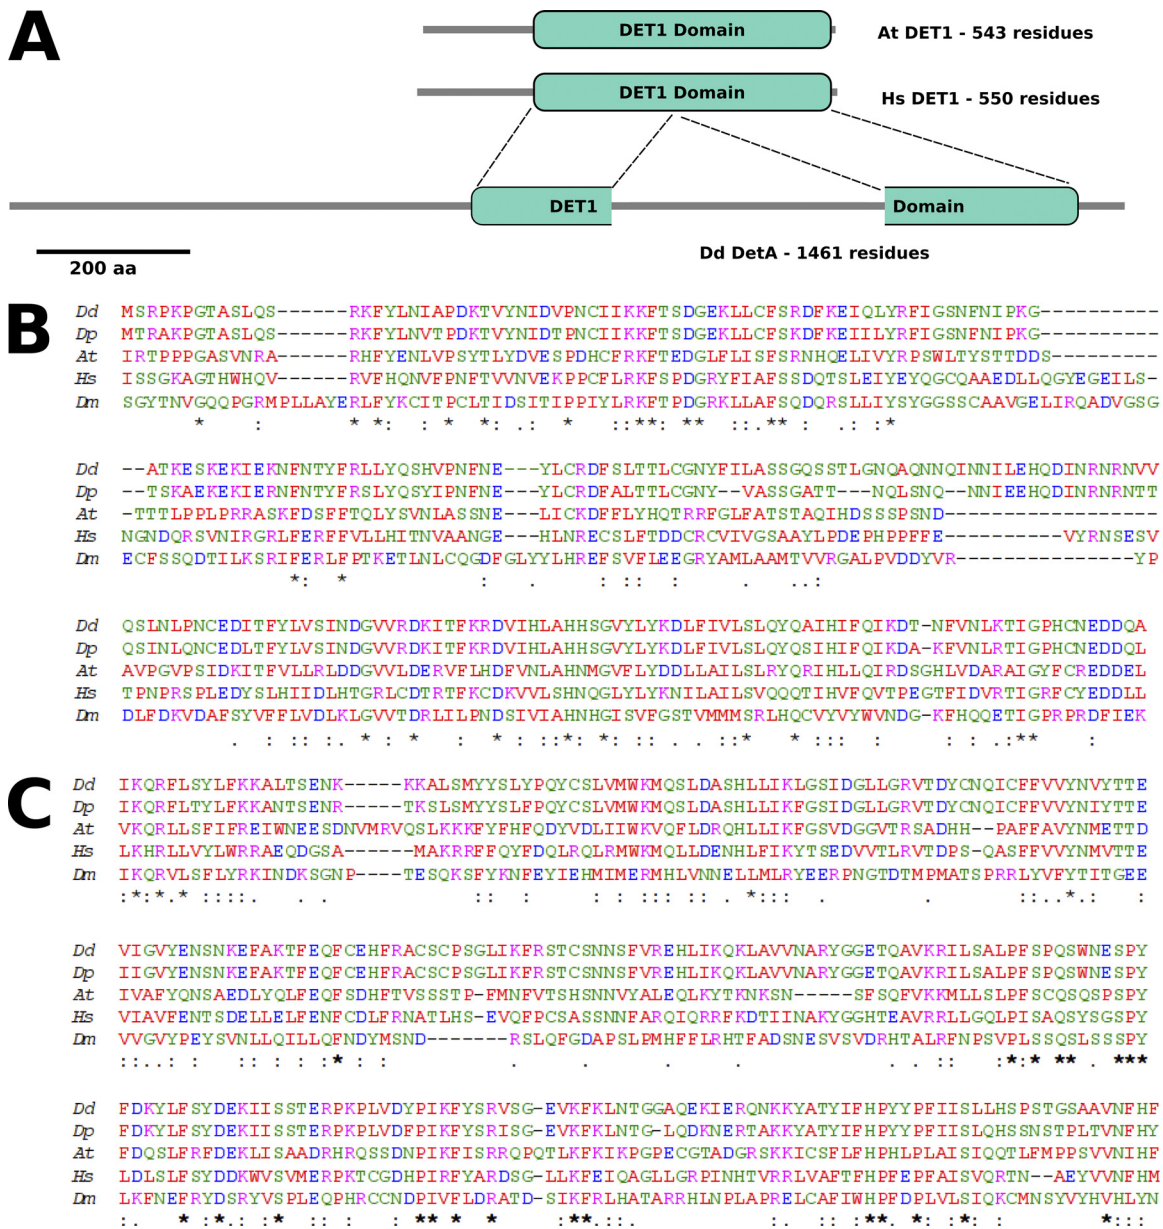 A
DET1 Domain
At DET1 - 543 residues
DET1 Domain
Hs DET1 - 550 residues
DET1
Domain
200 aa
Dd DetA - 1461 residues
B
Dd MSRPKPGTASLQS------RKFYLNIAPDKTVYNIDVPNCIIKKFTSDGEKLLCFSRDFKEIQLYRFIGSNFNIPKG----------
Dp MTRAKPGTASLQS------RKFYLNVTPDKTVYNIDTPNCIIKKFTSDGEKLLCFSRDFKEIILYRFIGSNFNIPKG----------
At IRTPPPGASVNRA------RHFYENLVPSYTLYDVESPDHCFRKFTEDGLFLISFSRNHQELIVYRPSWLTYSTTDDS---------
Hs ISSGKAGTHWHQV------RVFHQNVFPNFTVVNVEKPPCFLRKFSPDGRYFIAFSSDQTSLEIYEYQGCQAAEDLLQGYEGEILS-
Dm SGYTNVGQQPGRMPLLAYERLFYKCITPCLTIDSITIPPIYLRKFTPDGRKLLAFSQDQRSLLIYSYGGSSCAAVGELIRQADVGSG
* : * *: : * *: .: * : :**: ** ::.:** : .: :*
Dd --ATKESKEKIEKNFNTYFRLLYQSHVPNFNE---YLCRDFSLTTLCGNYFILASSGQSSTLGNQAQNNQINNILEHQDINRNRNVV
Dp --TSKAEKEKIERNFNTYFRSLYQSYIPNFNE---YLCRDFALTTLCGNY--VASSGATT---NQLSNQ--NNIEEHQDINRNRNTT
At -TTTLPPLPRRASKFDSFFTQLYSVNLASSNE---LICKDFFLYHQTRRFGLFATSTAQIHDSSSPSND------------------
Hs NGNDQRSVNIRGRLFERFFVLLHITNVAANGE---HLNRECSLFTDDCRCVIVGSAAYLPDEPHPPFFE----------VYRNSESV
Dm ECFSSQDTILKSRIFERLFPTKETLNLCQGDFGLYYLHREFSVFLEEGRYAMLAAMTVVRGALPVDDYVR---------------YP
*: * : . : : : . ..:
Dd QSLNLPNCEDITFYLVSINDGVVRDKITFKRDVIHLAHHSGVYLYKDLFIVLSLQYQAIHIFQIKDT-NFVNLKTIGPHCNEDDQA
Dp QSINLQNCEDLTFYLVSINDGVVRDKITFKRDVIHLAHHSGVYLYKDLFIVLSLQYQSIHIFQIKDA-KFVNLRTIGPHCNEDDQA
At AVPGVPSIDKITFVLLRLDDGVVLDERVFLHDFVNLAHNMGVFLYDDLLAILSLRYQRIHLLQIRDSGHLVDARAIGYFCREDDEL
Hs TPNPRSPLEDYSLHIIDLHTGRLCDTRTFKCDKVVLSHNQGLYLYKNILAILSVQQQTIHVFQVTPEGTFIDVRTIGRFCYEDDLL
Dm DLFDKVDAFSYVFFLVDLKLGVVTDRLILPNDSIVIAHNHGISVFGSTVMMMSRLHQCVYVYWVNDG-KFHQQETIGPRPRDFIEK
. : :: :. * : * : * : :*: *: :: . . ::* * ::: : : : .:** :
C
Dd IKQRFLSYLFKKALTSENK-----KKALSMYYSLYPQYCSLVMWKMQSLDASHLLIKLGSIDGLLGRVTDYCNQICFFVVYNVYTTE
Dp IKQRLLTYLFKKANTSENR-----TKSLSMYYSLFPQYCSLVMWKMQSLDASHLLIKFGSIDGLLGRVTDYCNQICFFVVYNIYTTE
At VKQRLLSFIFREIWNEESDNVMRVQSLKKKFYFHFQDYVDLIIWKVQFLDRQHLLIKFGSVDGGVTRSADHH--PAFFAVYNMETTD
Hs LKHRLLVYLWRRAEQDGSA------MAKRRFFQYFDQLRQLRMWKMQLLDENHLFIKYTSEDVVTLRVTDPS-QASFFVVYNMVTTE
Dm IKQRVLSFLYRKINDKSGNP----TESQKSFYKNFEYIEHMIMERMHLVNNELLMLRYEERPNGTDTMPMATSPRRLYVFYTITGEE
:*:*.* :::: . . :: : : : ::: :: . *::: . ::..*. : :
Dd VIGVYENSNKEFAKTFEQFCEHFRACSCPSGLIKFRSTCSNNSFVREHLIKQKLAVVNARYGGETQAVKRILSALPFSPQSWNESPY
Dp IIGVYENSNKEFAKTFEQFCEHFRACSCPSGLIKFRSTCSNNSFVREHLIKQKLAVVNARYGGETQAVKRILSALPFSPQSWNESPY
At IVAFYQNSAEDLYQLFEQFSDHFTVSSSTP-FMNFVTSHSNNVYALEQLKYTKNKSN-----SFSQFVKKMLLSLPFSCQSQSPSPY
Hs VIAVFENTSDELLELFENFCDLFRNATLHS-EVQFPCSASSNNFARQIQRRFKDTIINAKYGGHTEAVRRLLGQLPISAQSYSGSPY
Dm VVGVYPEYSVNLLQILLQFNDYMSND-------RSLQFGDAPSLPMHFFLRHTFADSNESVSVDRHTALRFNPSVPLSSQSLSSSPY
::..: : : : * : : . . . : :: :*:* ** . ***
Dd FDKYLFSYDEKIISSTERPKPLVDYPIKFYSRVSG-EVKFKLNTGGAQEKIERQNKKYATYIFHPYYPFIISLLHSPSTGSAAVNFHF
Dp FDKYLFSYDEKIISSTERPKPLVDFPIKFYSRISG-EVKFKLNTG-LQDKNERTAKKYATYIFHPYYPFIISLQHSSNSTPLTVNFHY
At FDQSLFRFDEKVISAADRHRQSSDNPIKFISRRQPQTLKFKIKPGPECGTADGRSKKICSFLFHPHLPLAISIQQTLFMPPSVVNIHF
Hs LDLSLFSYDDKWVSVMERPKTCGDHPIRFYARDSG-LLKFEIQAGLLGRPINHTVRRLVAFTFHPFEPFAISVQRTN--AEYVVNFHM
Dm LKFNEFRYDSRYVSPLEQPHRCCNDPIVFLDRATD-SIKFRLHATARRHLNPLAPRELCAFIWHPFDPLVLSIQKCMNSYVYHVHLYN
:. * :*.: :* :: : : ** * * :**.::. :: : :**. *: :*: : *.::